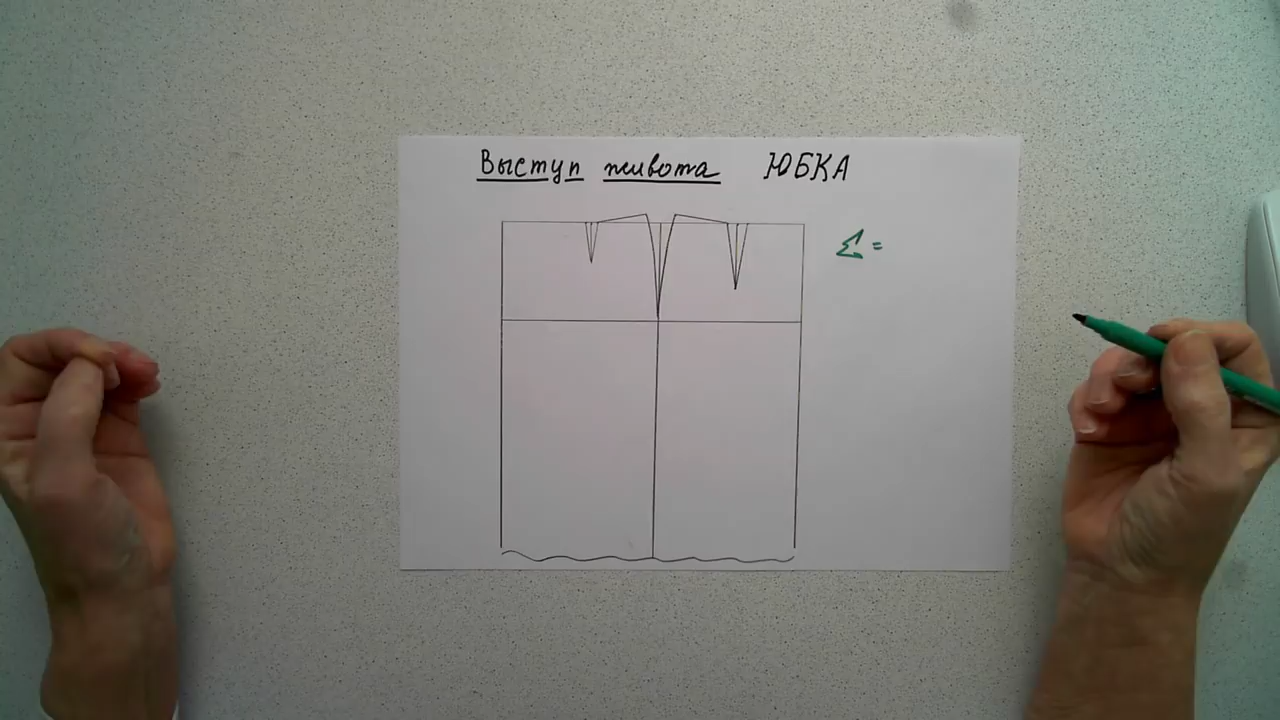 Выступ живота ЮБКА
Σ =